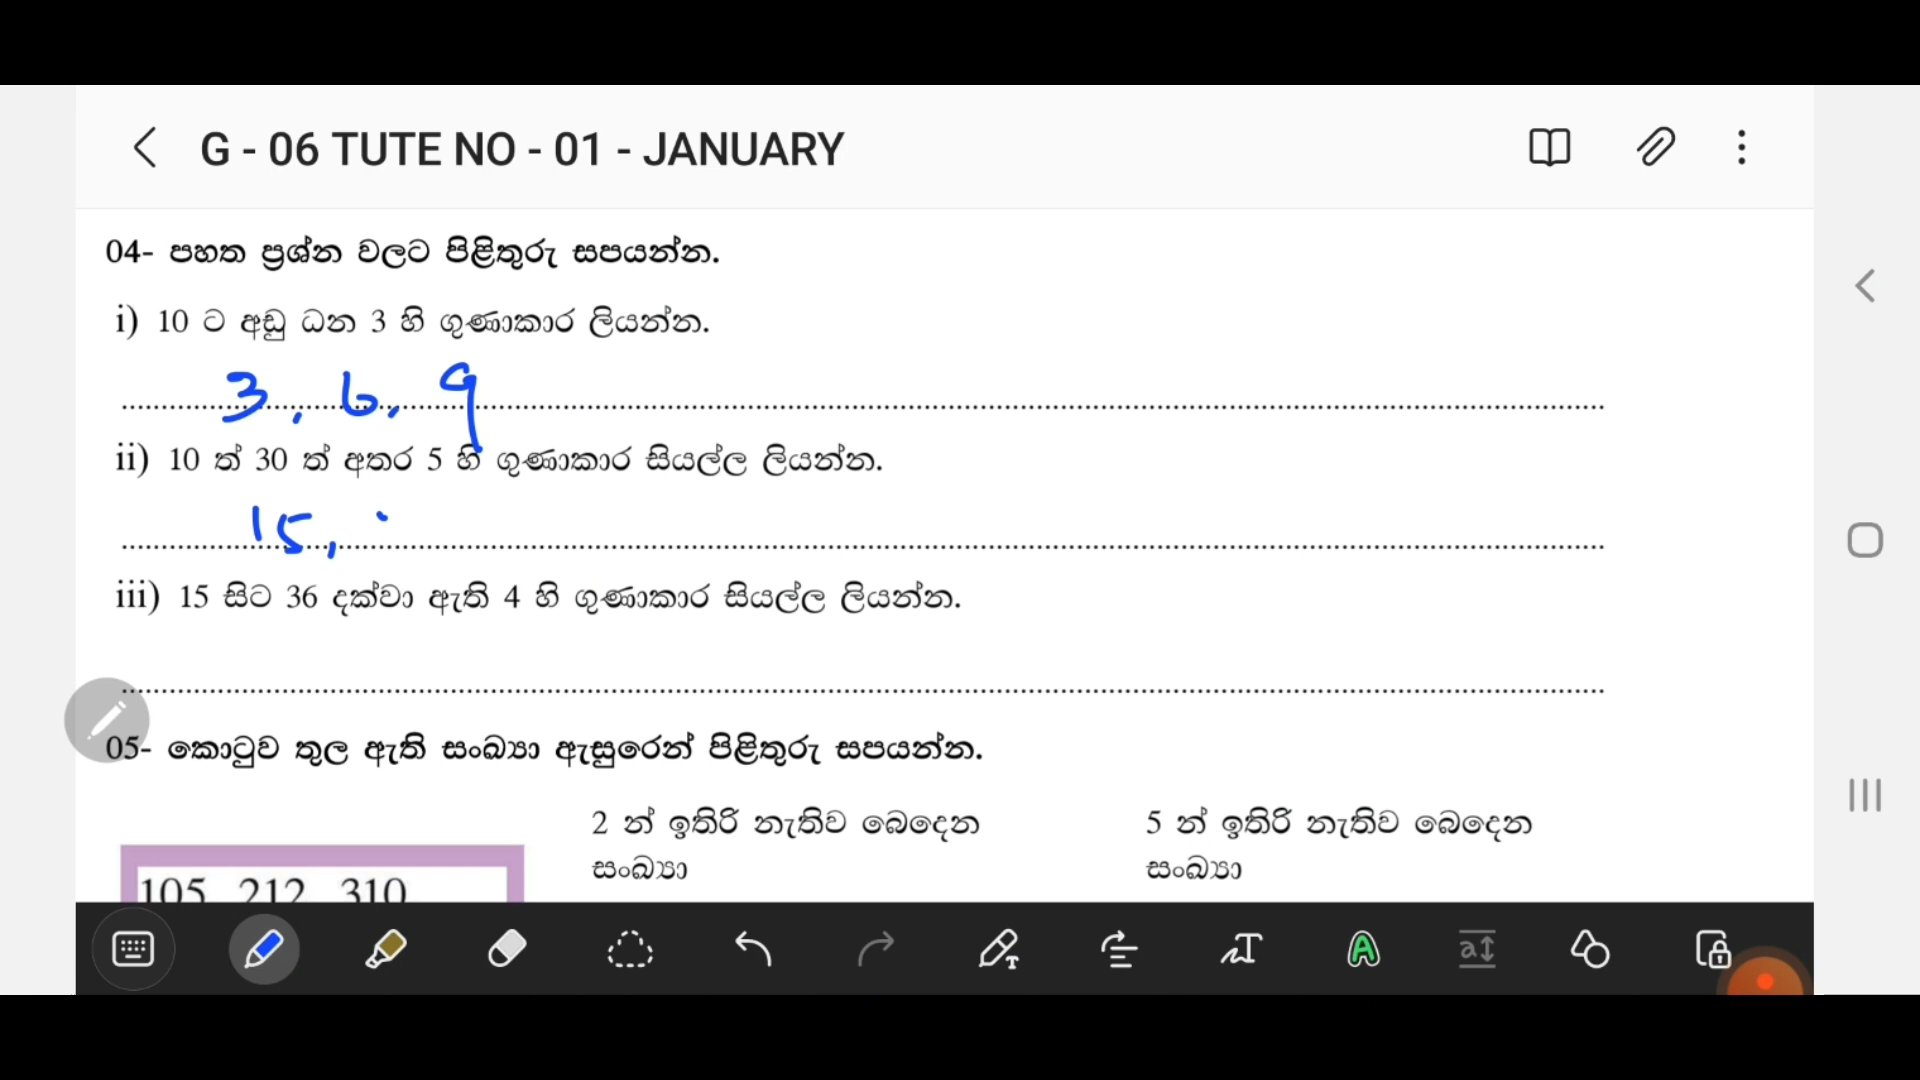 G - 06 TUTE NO - 01 - JANUARY
04- පහත ප්‍රශ්න වලට පිළිතුරු සපයන්න.
i) 10 ට අඩු ධන 3 හි ගුණාකාර ලියන්න.
3, 6, 9
ii) 10 ත් 30 ත් අතර 5 හි ගුණාකාර සියල්ල ලියන්න.
15,
iii) 15 සිට 36 දක්වා ඇති 4 හි ගුණාකාර සියල්ල ලියන්න.
05- කොටුව තුල ඇති සංඛ්‍යා ඇසුරෙන් පිළිතුරු සපයන්න.
2 න් ඉතිරි නැතිව බෙදෙන සංඛ්‍යා
5 න් ඉතිරි නැතිව බෙදෙන සංඛ්‍යා
105 212 310